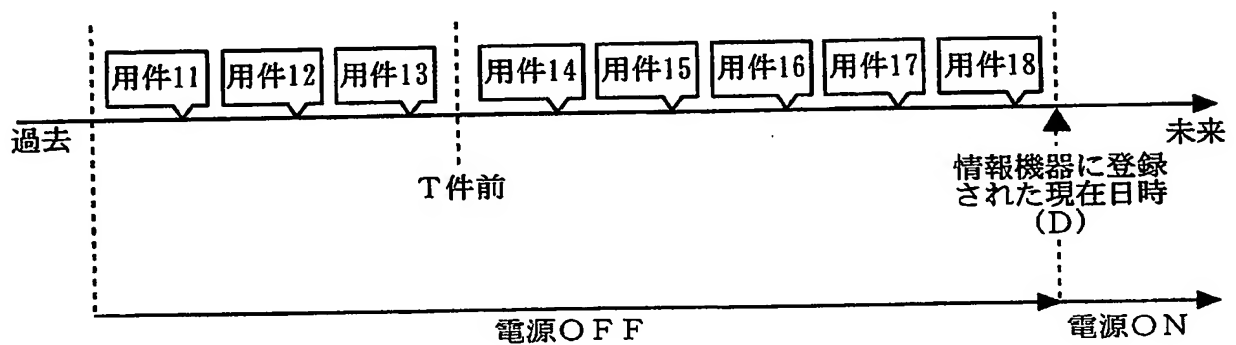 用件11 用件12 用件13 用件14 用件15 用件16 用件17 用件18
過去
未来
T件前
情報機器に登録
された現在日時
(D)
電源OFF
電源ON